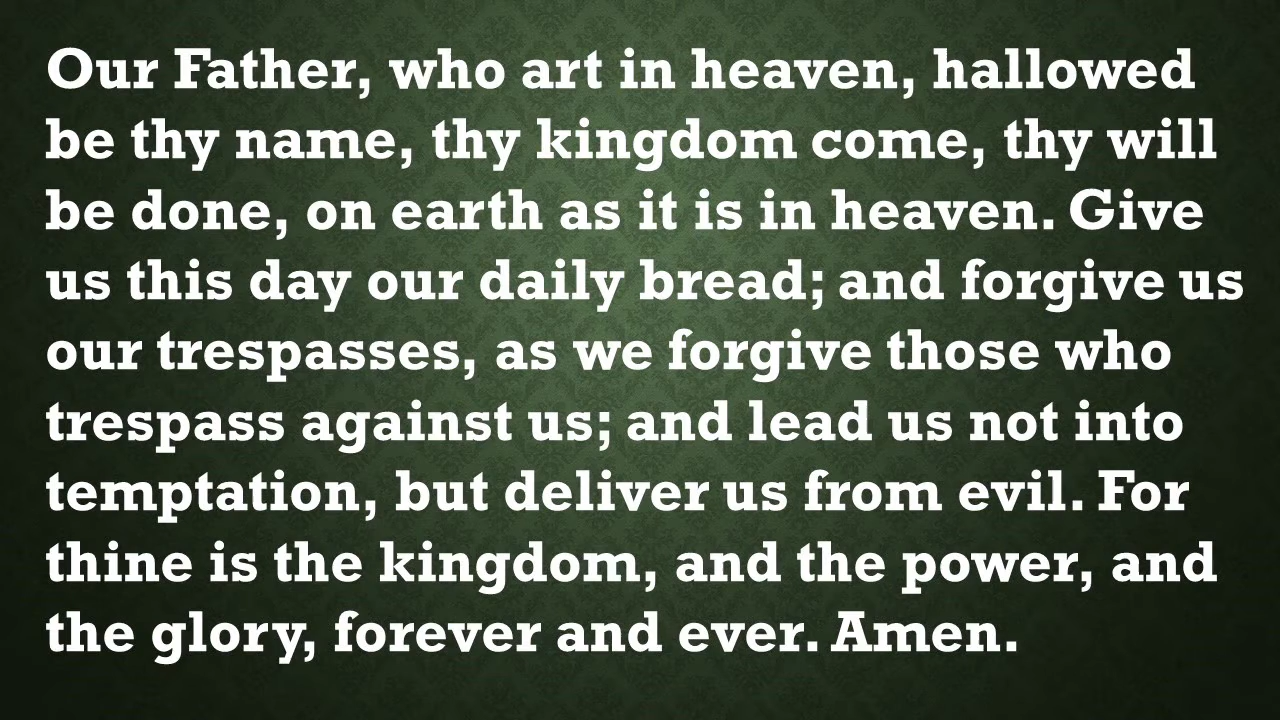 Our Father, who art in heaven, hallowed
be thy name, thy kingdom come, thy will
be done, on earth as it is in heaven. Give
us this day our daily bread; and forgive us
our trespasses, as we forgive those who
trespass against us; and lead us not into
temptation, but deliver us from evil. For
thine is the kingdom, and the power, and
the glory, forever and ever. Amen.